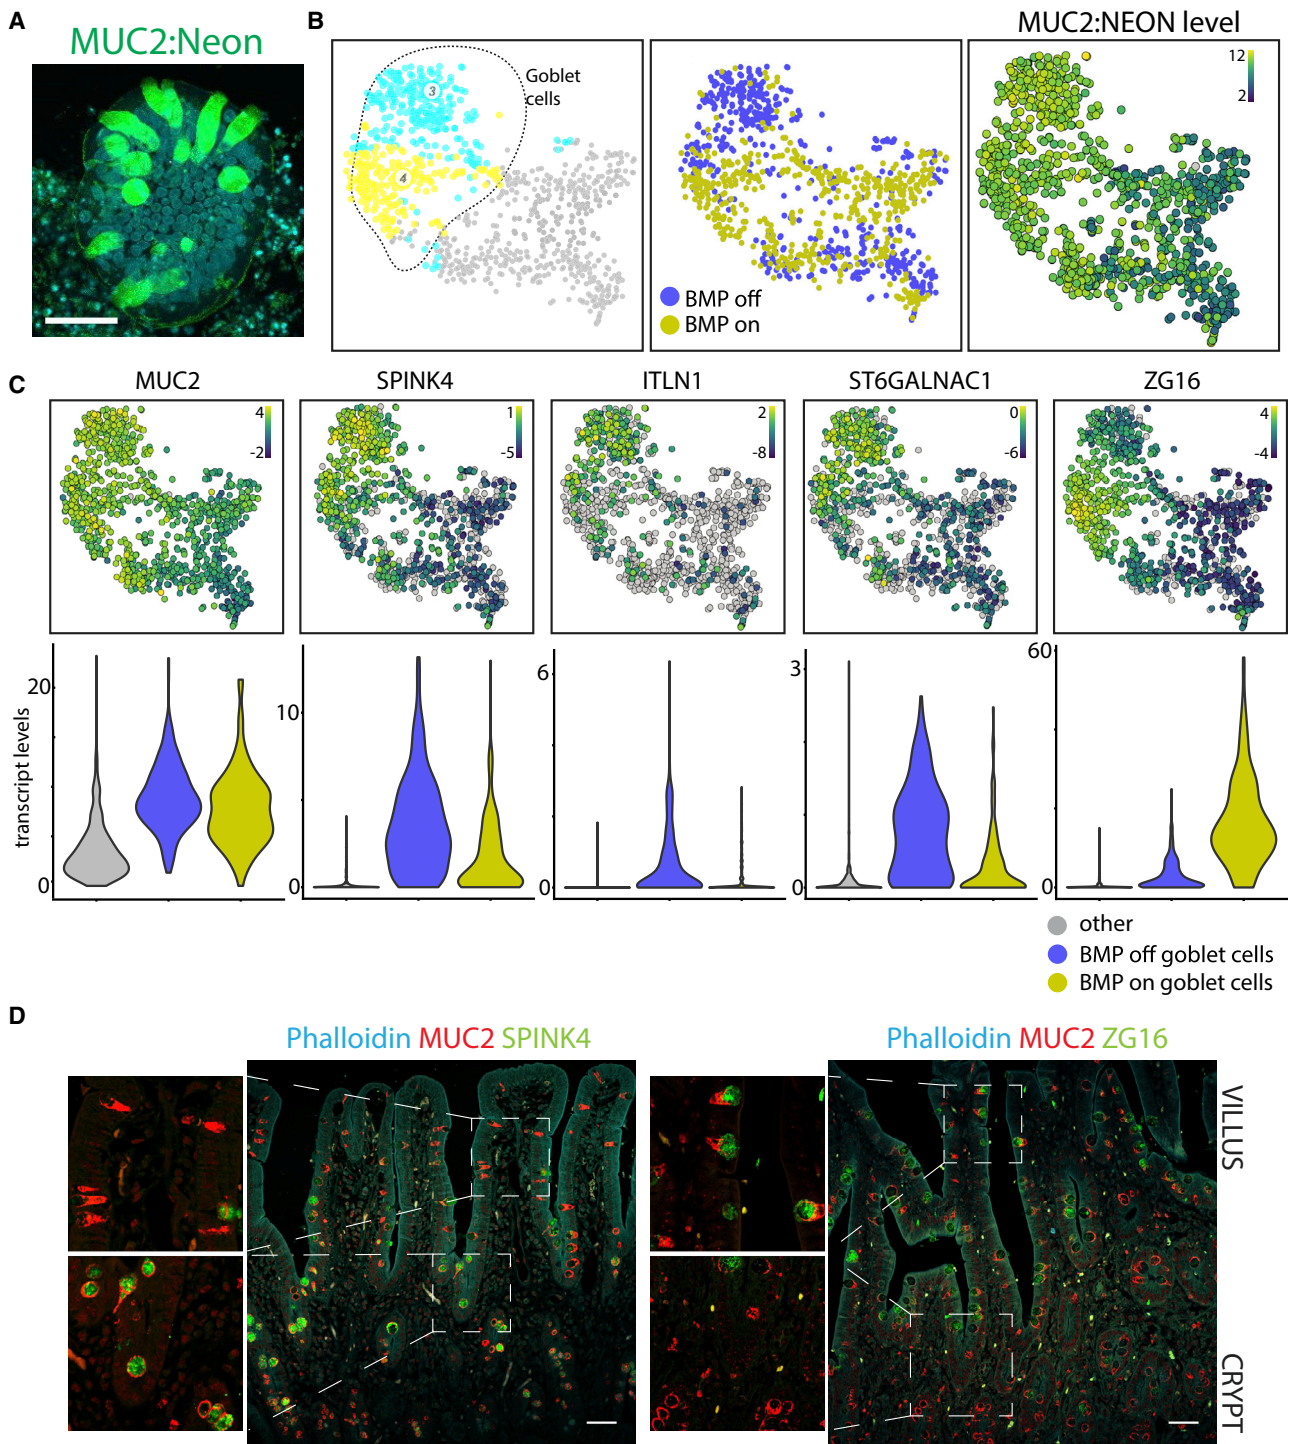 A
MUC2:Neon
B
Goblet
cells
3
4
BMP off
BMP on
MUC2:NEON level
12
2
C
MUC2
SPINK4
ITLN1
ST6GALNAC1
ZG16
4
-2
1
-5
2
-8
0
-6
4
-4
transcript levels
20
0
10
0
6
0
3
0
60
0
other
BMP off goblet cells
BMP on goblet cells
D
Phalloidin MUC2 SPINK4
Phalloidin MUC2 ZG16
VILLUS
CRYPT